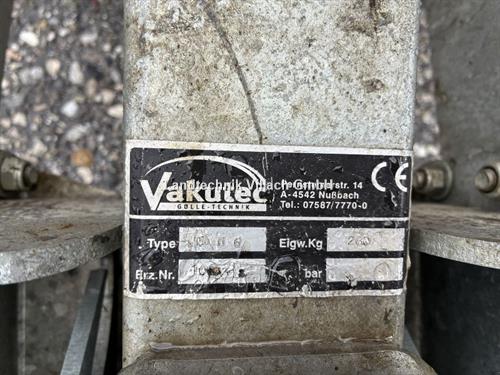 Vakutec
GÜLLE-TECHNIK
Landtechnik Villach GmbH
str. 14
A-4542 Nußbach
Tel.: 07587/7770-0
CE
Type
Eigw.Kg
Erz.Nr.
bar